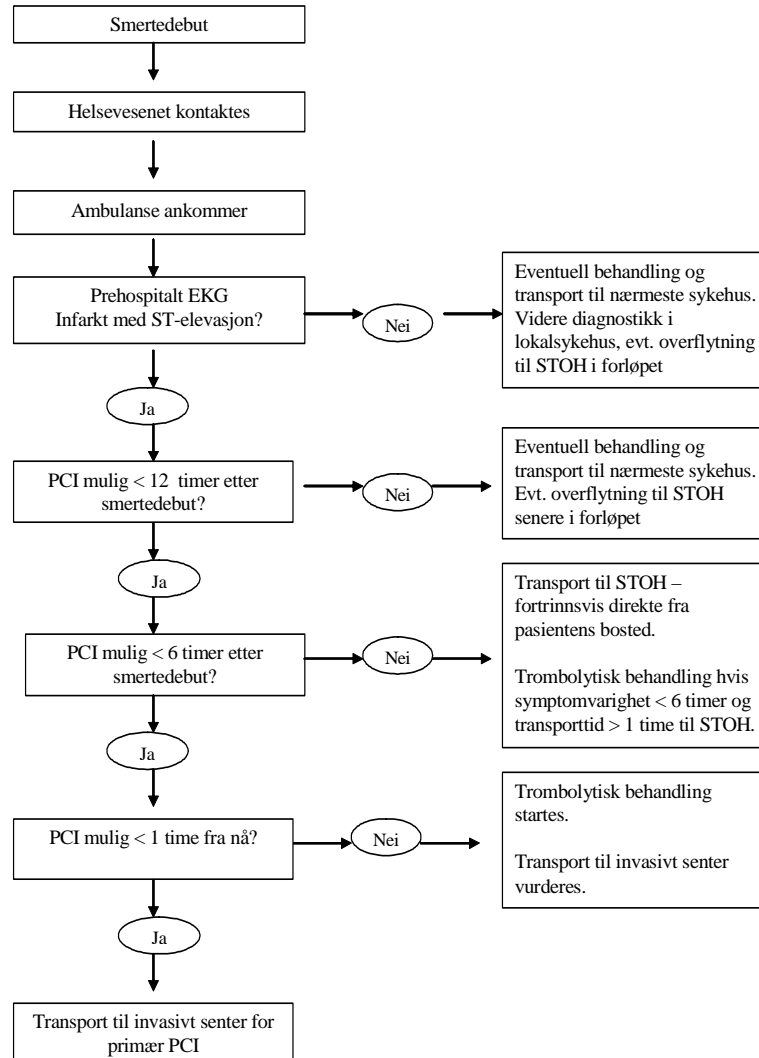 Smertedebut
Helsevesenet kontaktes
Ambulanse ankommer
Prehospitalt EKG
Infarkt med ST-elevasjon?
Nei
Eventuell behandling og
transport til nærmeste sykehus.
Videre diagnostikk i
lokalsykehus, evt. overflytning
til STOH i forløpet
Ja
PCI mulig < 12 timer etter
smertedebut?
Nei
Eventuell behandling og
transport til nærmeste sykehus.
Evt. overflytning til STOH
senere i forløpet
Ja
PCI mulig < 6 timer etter
smertedebut?
Nei
Transport til STOH –
fortrinnsvis direkte fra
pasientens bosted.
Trombolytisk behandling hvis
symptomvarighet < 6 timer og
transporttid > 1 time til STOH.
Ja
PCI mulig < 1 time fra nå?
Nei
Trombolytisk behandling
startes.
Transport til invasivt senter
vurderes.
Ja
Transport til invasivt senter for
primær PCI